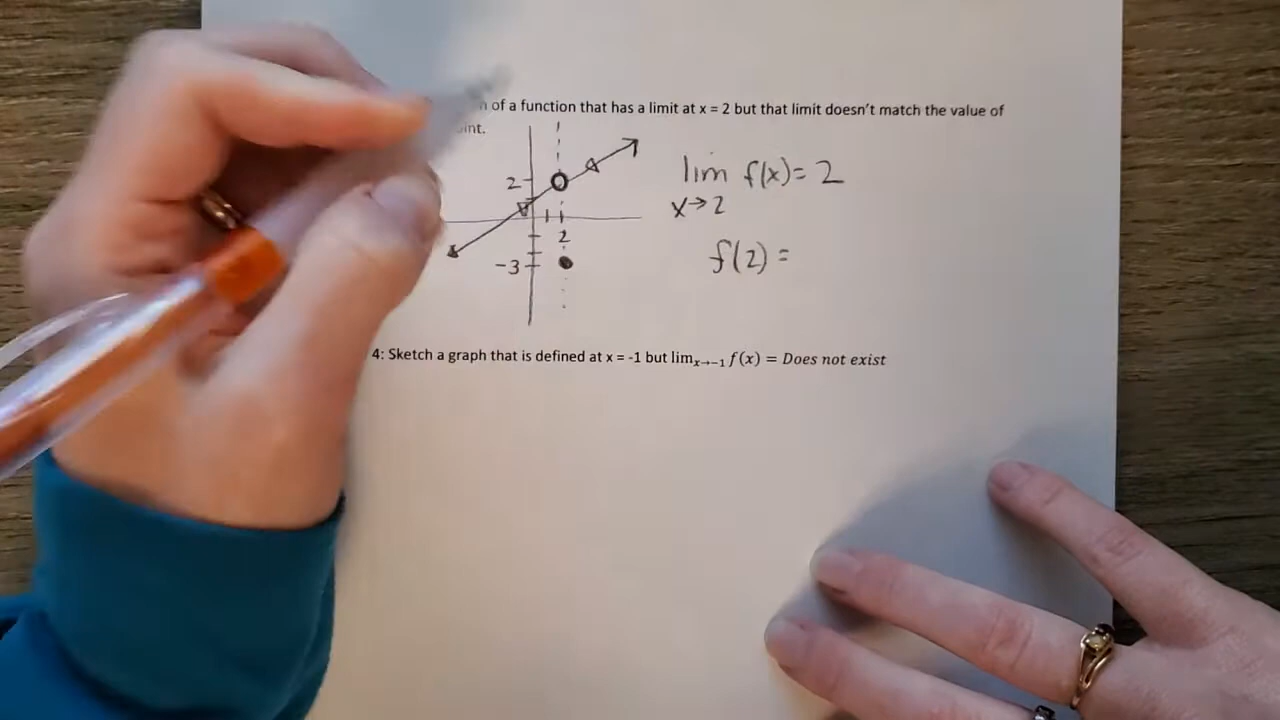 of a function that has a limit at x = 2 but that limit doesn't match the value of
2
lim f(x) = 2
x→2
2
f(2) =
-3
4: Sketch a graph that is defined at x = -1 but limₓ→₋₁ f(x) = Does not exist